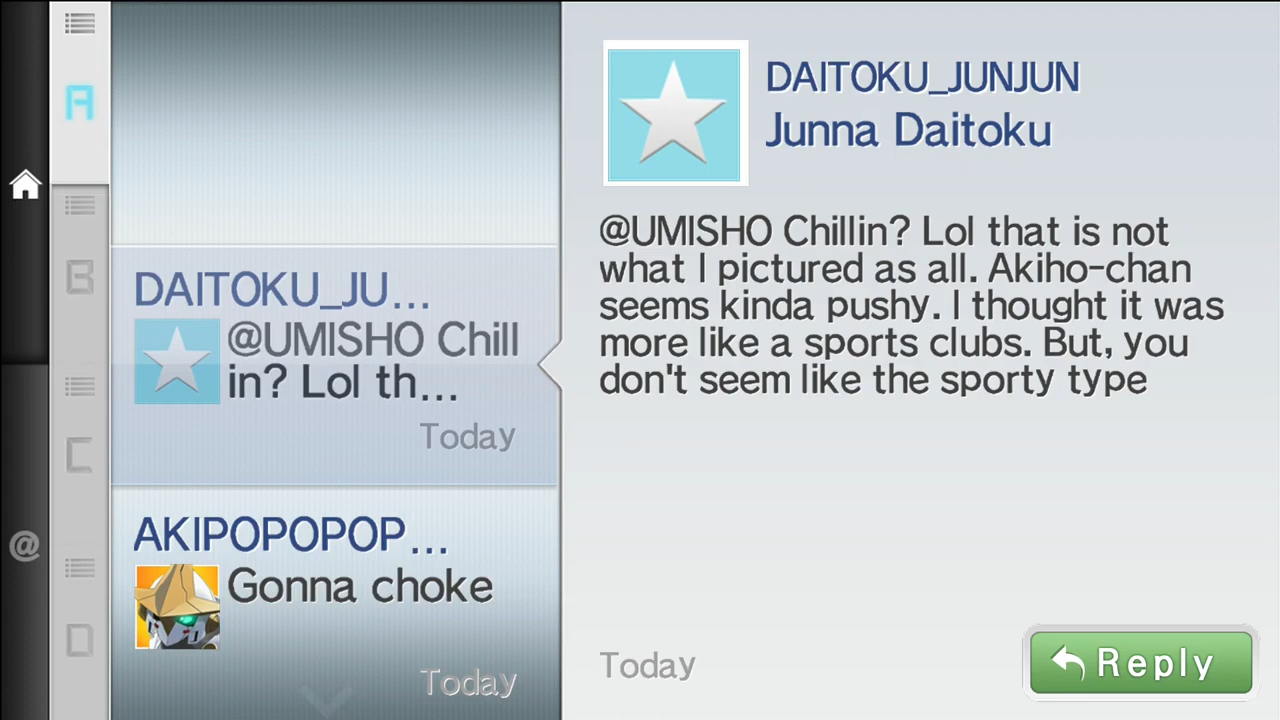 A
B
C
D
@
DAITOKU_JU...
@UMISHO Chill
in? Lol th...
Today
AKIPOPOPOP...
Gonna choke
Today
DAITOKU_JUNJUN
Junna Daitoku
@UMISHO Chillin? Lol that is not
what I pictured as all. Akiho-chan
seems kinda pushy. I thought it was
more like a sports clubs. But, you
don't seem like the sporty type
Today
Reply